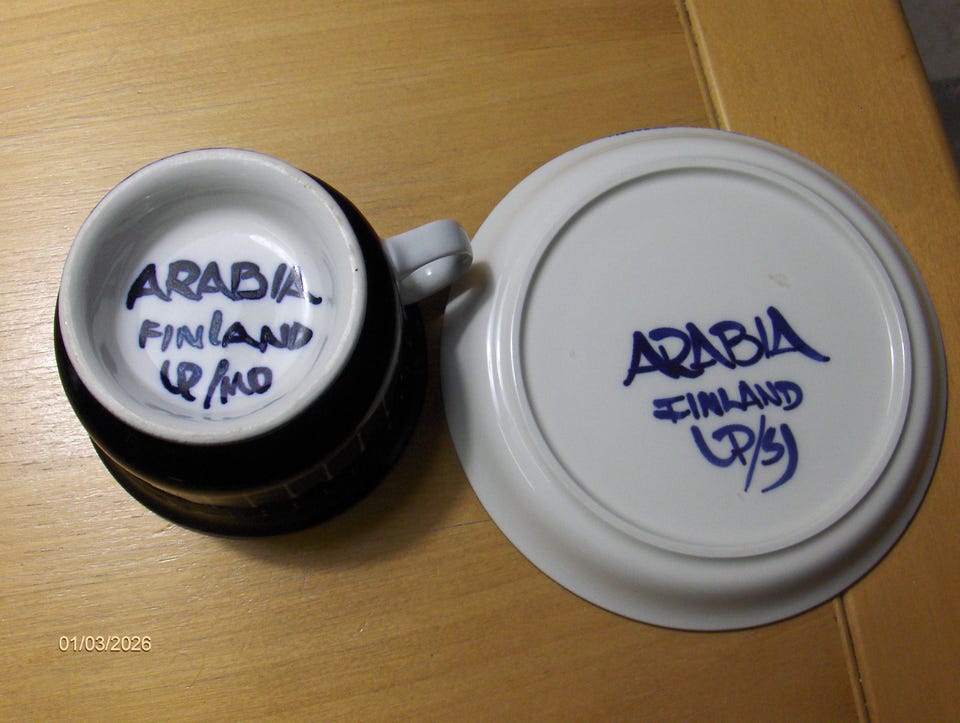 ARABIA
FINLAND
UP/MO
ARABIA
FINLAND
UP/SJ
01/03/2026